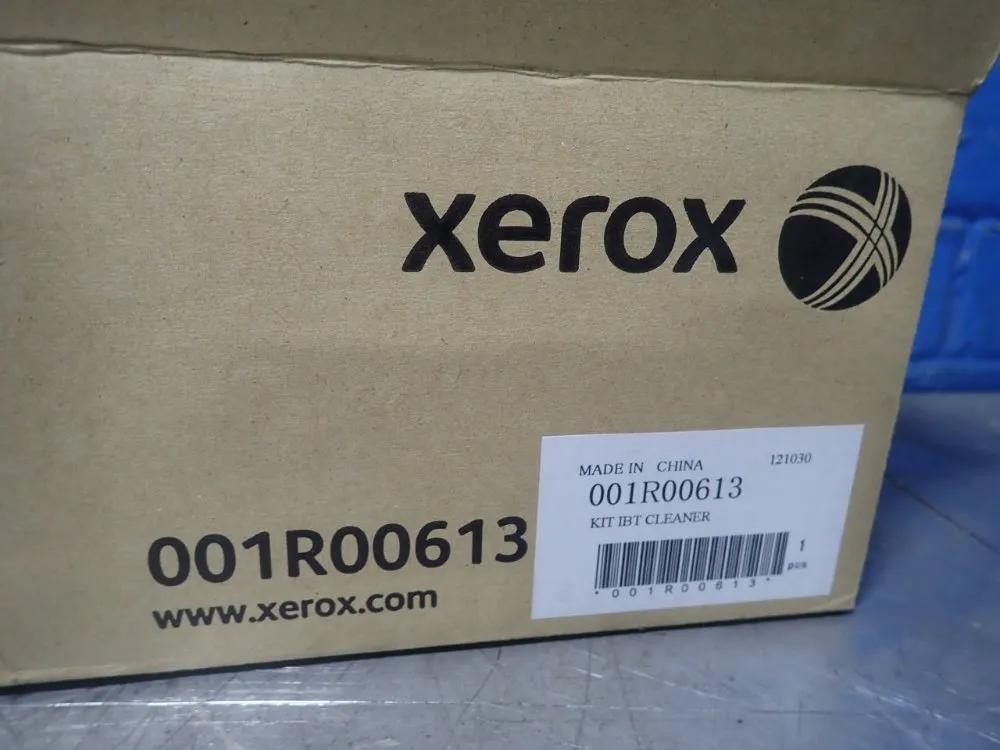 xerox
MADE IN CHINA 121030
001R00613
KIT IBT CLEANER
1
pcs
*001R00613*
001R00613
www.xerox.com